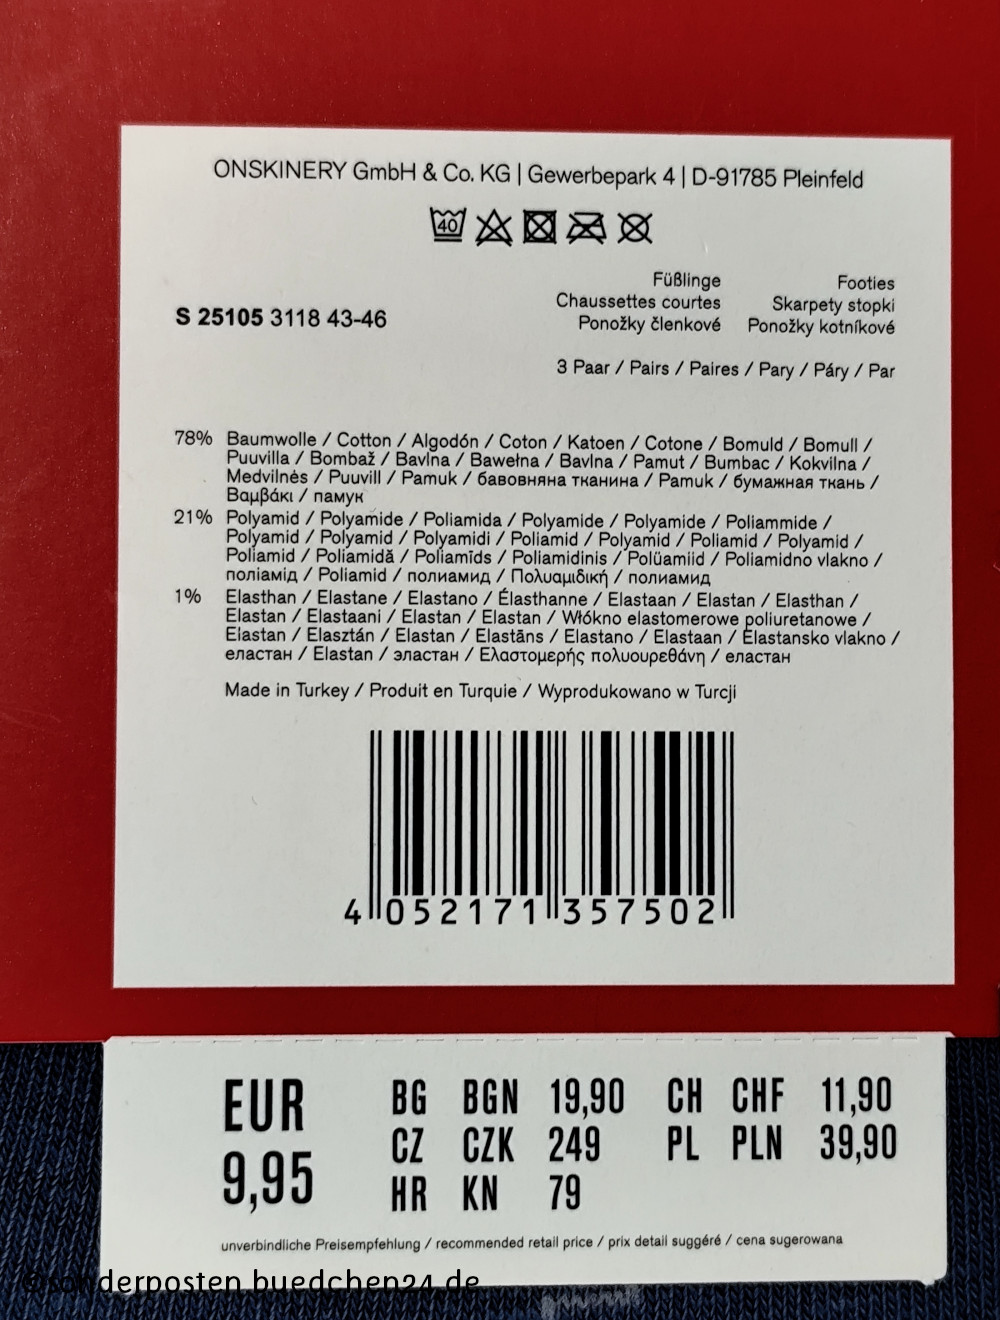 ONSKINERY GmbH & Co. KG | Gewerbepark 4 | D-91785 Pleinfeld
40
S 25105 3118 43-46
Füßlinge Footies
Chaussettes courtes Skarpety stopki
Ponožky členkové Ponožky kotníkové
3 Paar / Pairs / Paires / Pary / Páry / Par
78% Baumwolle / Cotton / Algodón / Coton / Katoen / Cotone / Bomuld / Bomull /
Puuvilla / Bombaž / Bavlna / Bawełna / Bavlna / Pamut / Bumbac / Kokvilna /
Medvilnės / Puuvill / Pamuk / бавовняна тканина / Pamuk / бумажная ткань /
Βαμβάκι / памук
21% Polyamid / Polyamide / Poliamida / Polyamide / Polyamide / Poliammide /
Polyamid / Polyamid / Polyamidi / Poliamid / Polyamid / Poliamid / Polyamid /
Poliamid / Poliamidă / Poliamīds / Poliamidinis / Polüamiid / Poliamidno vlakno /
поліамід / Poliamid / полиамид / Πολυαμιδική / полиамид
1% Elasthan / Elastane / Elastano / Élasthanne / Elastaan / Elastan / Elasthan /
Elastan / Elastaani / Elastan / Elastan / Włókno elastomerowe poliuretanowe /
Elastan / Elasztán / Elastan / Elastāns / Elastano / Elastaan / Elastansko vlakno /
еластан / Elastan / эластан / Ελαστομερής πολυουρεθάνη / еластан
Made in Turkey / Produit en Turquie / Wyprodukowano w Turcji
4 052171 357502
EUR
9,95
BG BGN 19,90 CH CHF 11,90
CZ CZK 249 PL PLN 39,90
HR KN 79
unverbindliche Preisempfehlung / recommended retail price / prix detail suggéré / cena sugerowana
©sonderposten.buedchen24.de